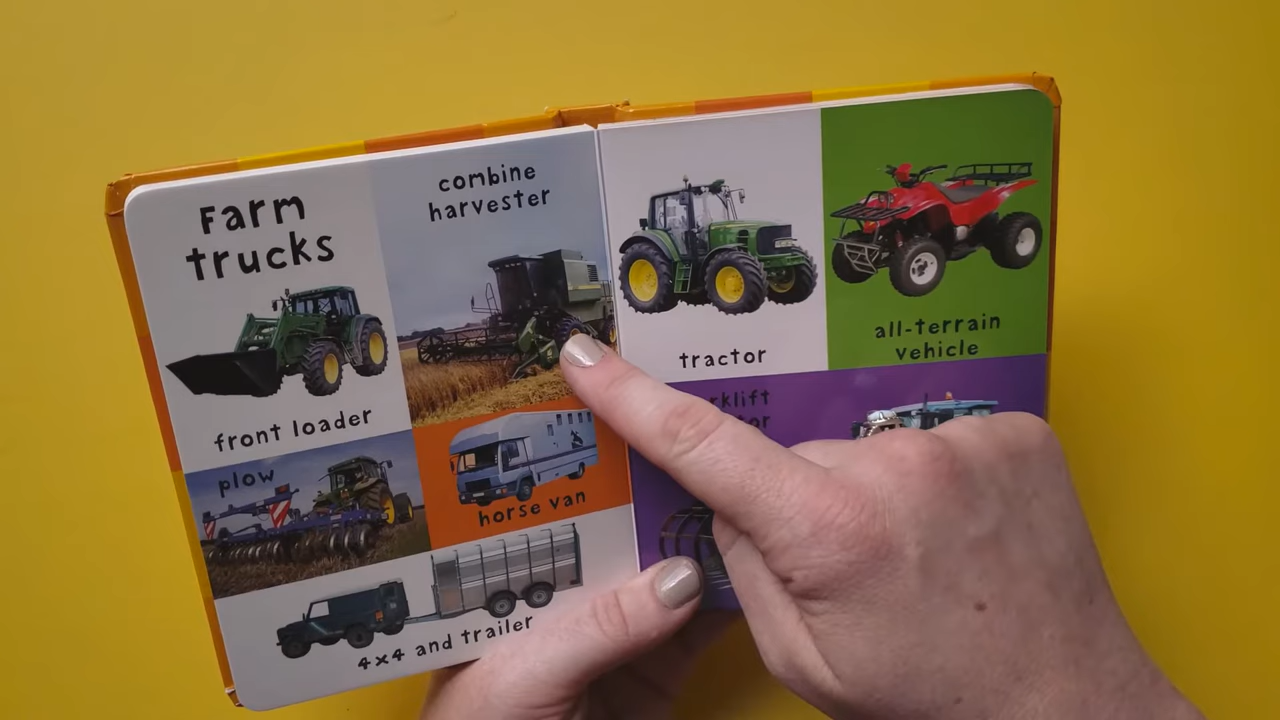 Farm
trucks
combine
harvester
front loader
plow
horse van
4x4 and trailer
tractor
all-terrain
vehicle